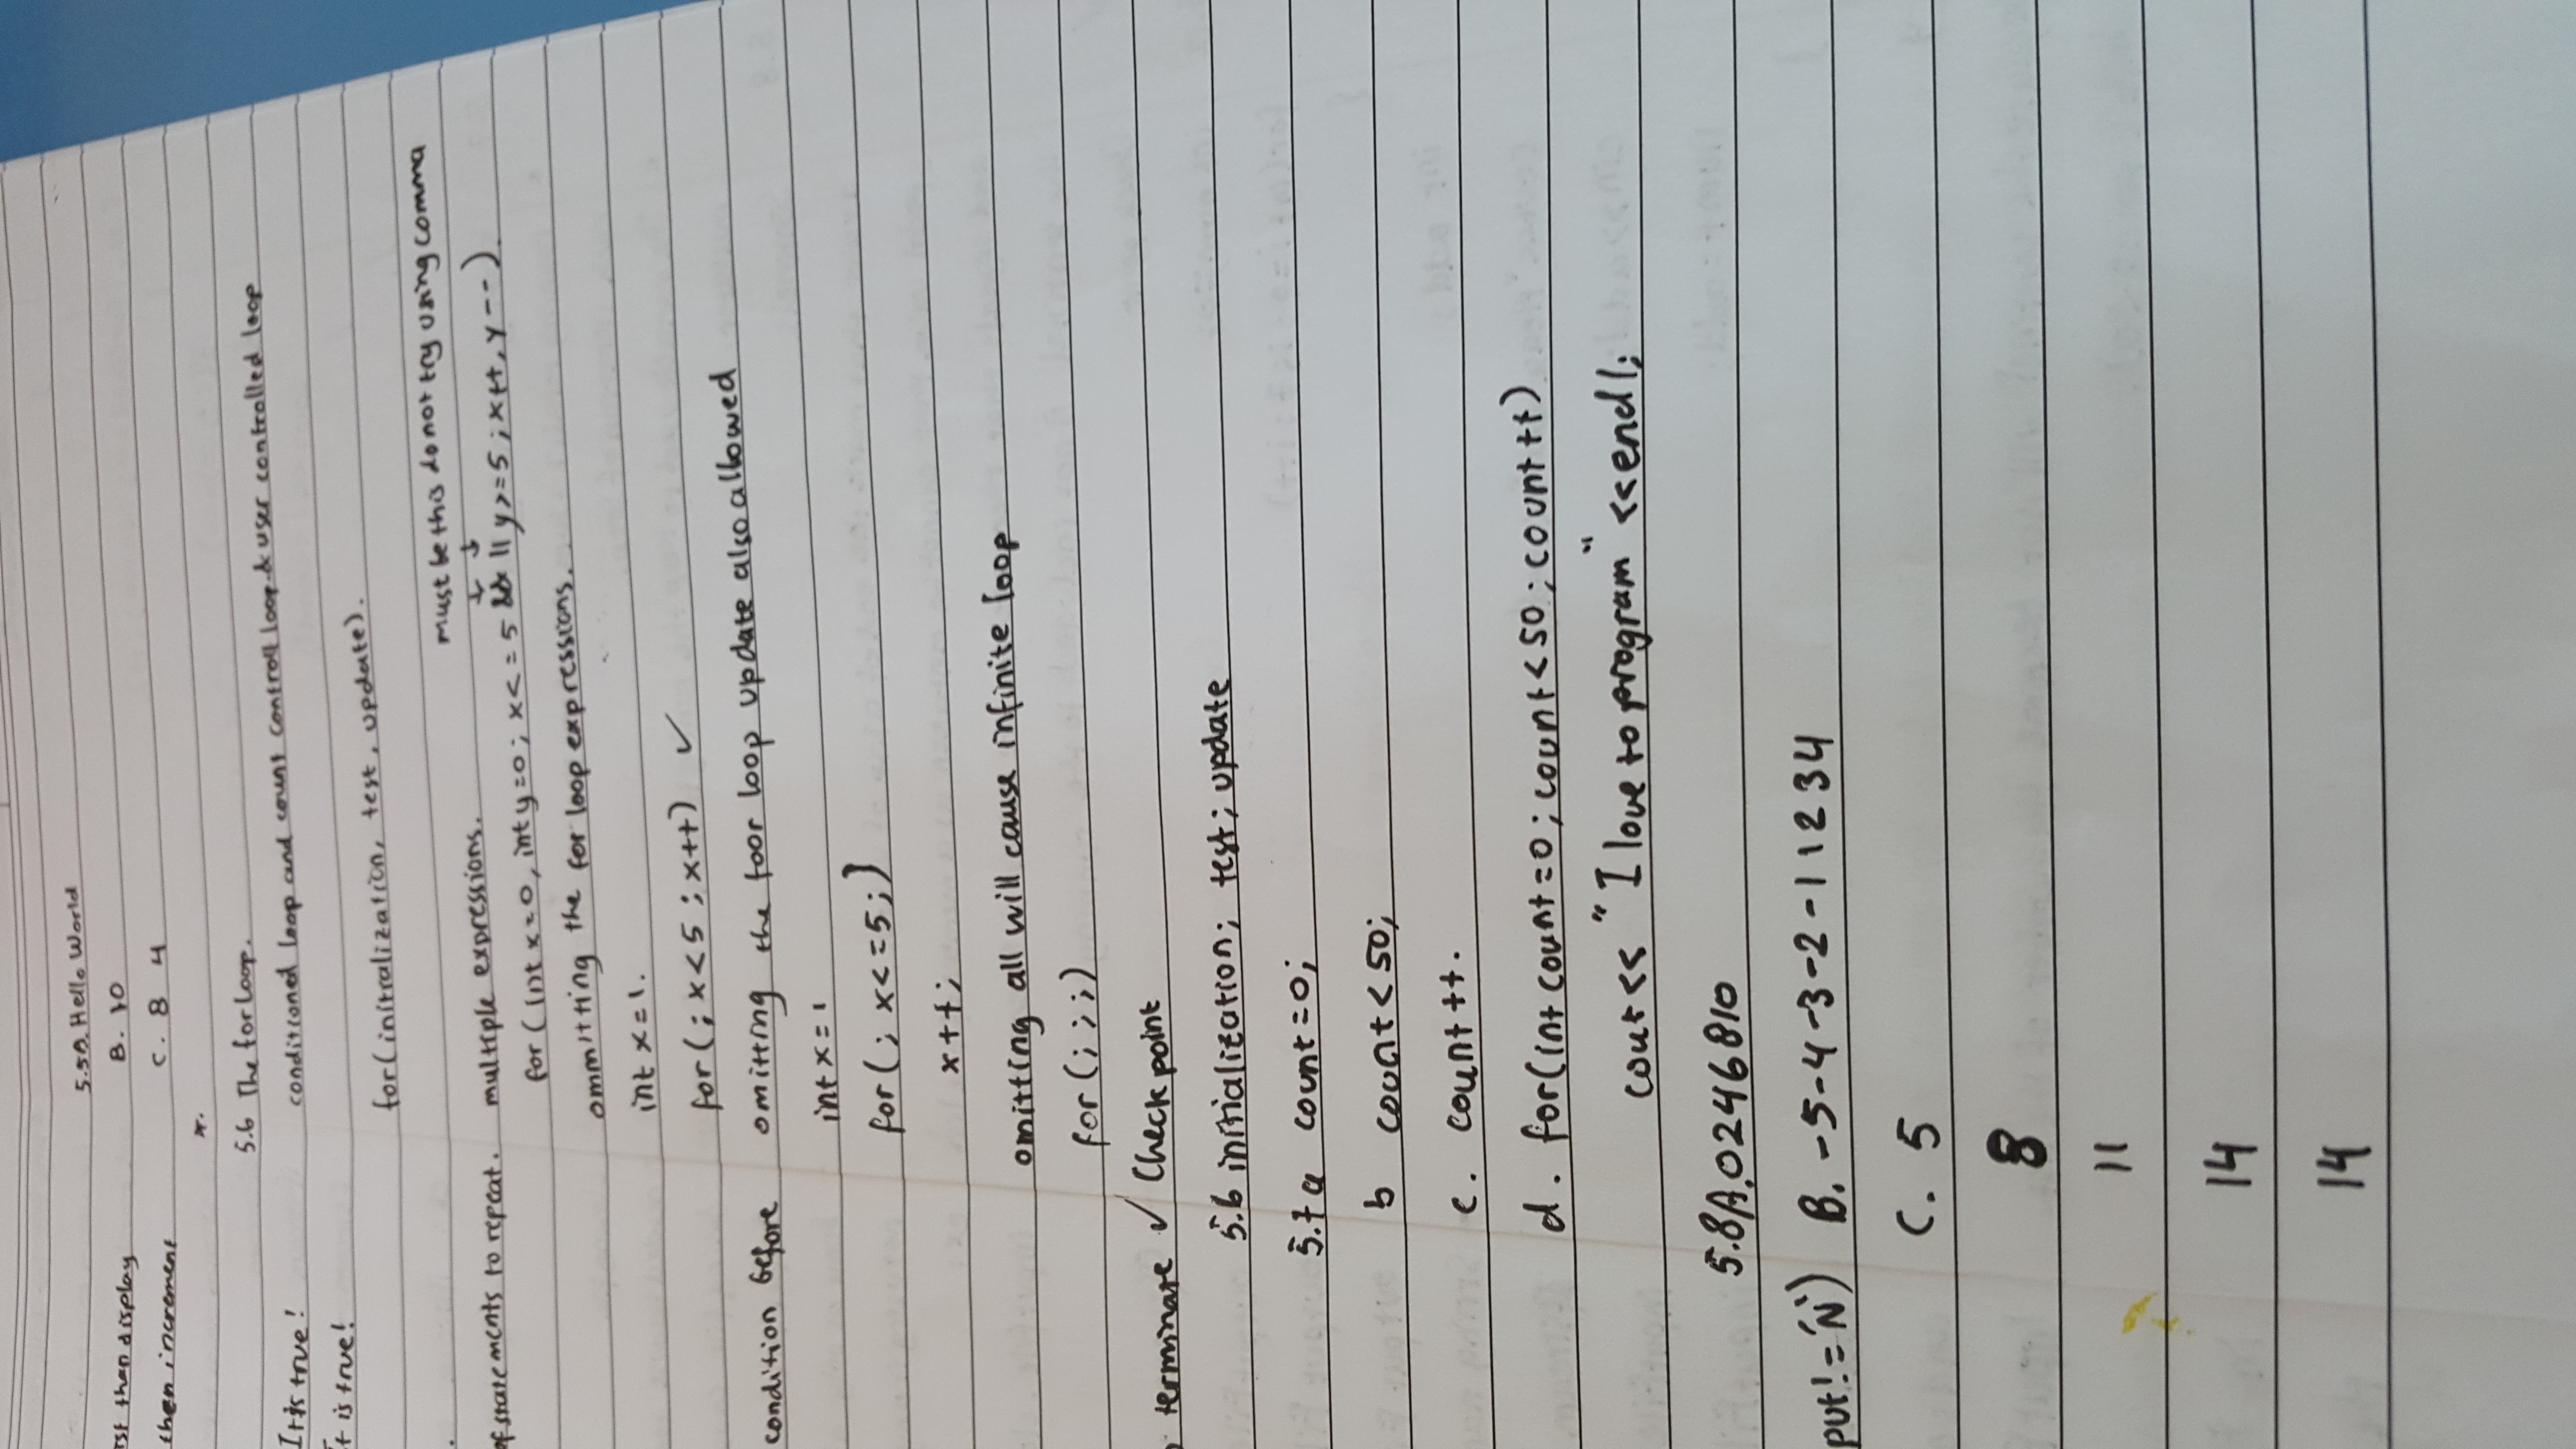 5.5A. Hello World
than display
B. 10
then increment
C. 8 4
5.6 The for loop.
conditioned loop and count controll loop & user controlled loop
It is true!
t is true!
for(initialization, test, update).
must be this do not try using comma
of statements to repeat.
multiple expressions.
for (int x=0, int y=0; x<=5 && || y>=5; x++, y--)
ommitting the for loop expressions.
int x=1.
for(; x<5; x++) ✓
condition before
omitting the foor loop update also allowed
int x=1
for(; x<=5;)
x++;
omitting all will cause infinite loop
for(;;;)
terminate ✓ Checkpoint
5.6 initialization; test; update
5.7 a count=0;
b count<50;
c. count++.
d. for(int count=0; count<50; count++)
cout<< "I love to program" <<endl;
5.8A. 0246810
put!='N') B. -5-4-3-2-11234
C. 5
8
11
14
14